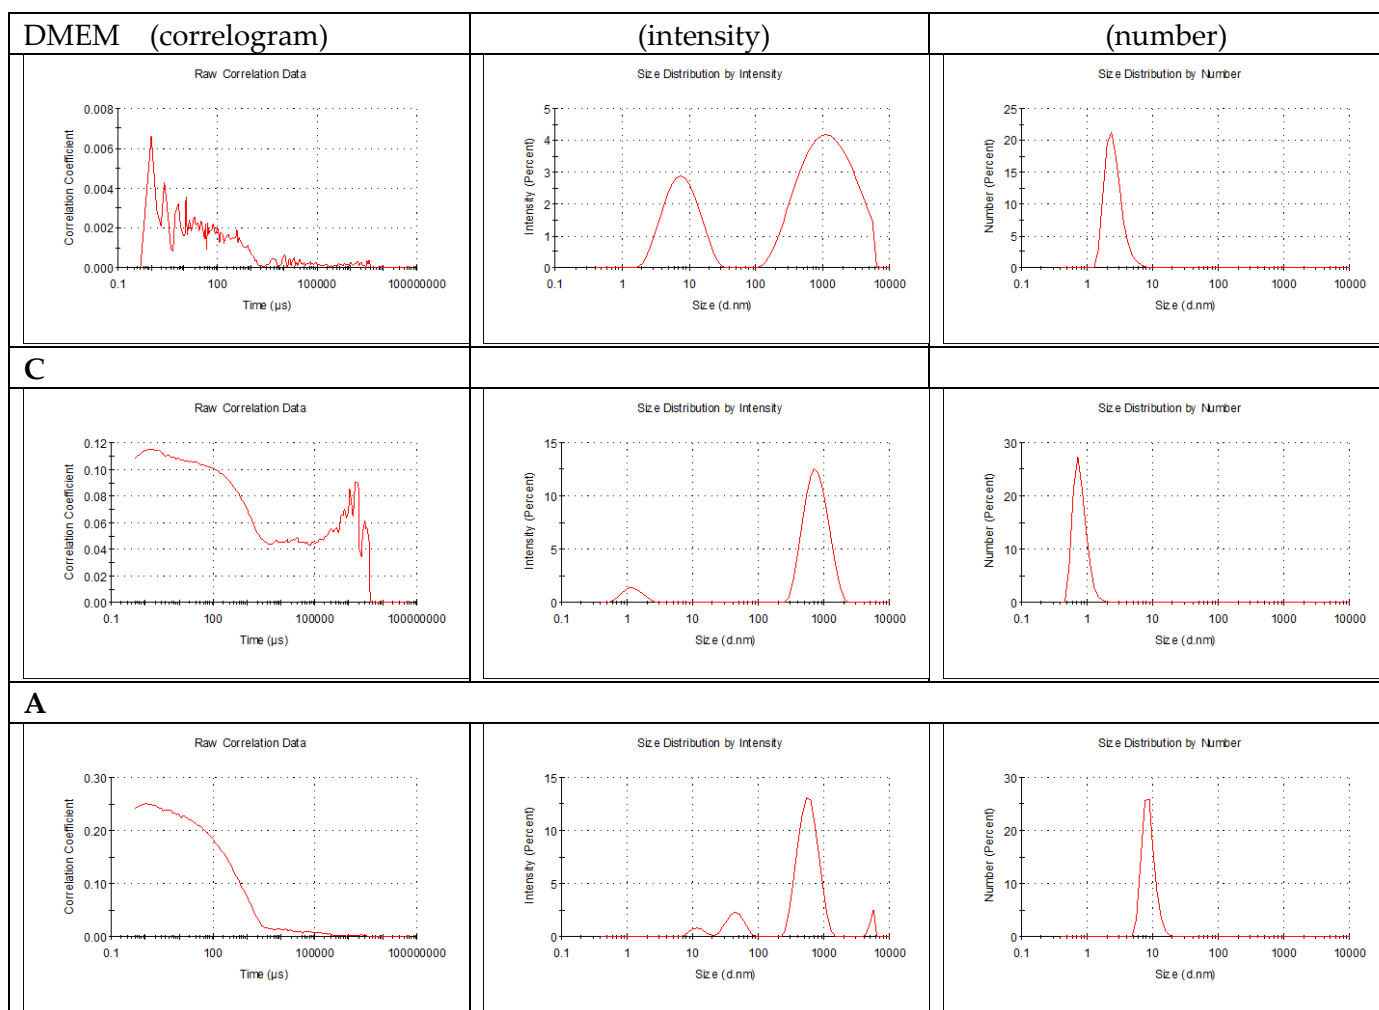 DMEM (correlogram) (intensity) (number)
Raw Correlation Data
0.008
0.006
0.004
0.002
0.000
Correlation Coefficient
0.1 100 100000 100000000
Time (µs)
Size Distribution by Intensity
5
4
3
2
1
0
Intensity (Percent)
0.1 1 10 100 1000 10000
Size (d.nm)
Size Distribution by Number
25
20
15
10
5
0
Number (Percent)
0.1 1 10 100 1000 10000
Size (d.nm)
C
Raw Correlation Data
0.12
0.10
0.08
0.06
0.04
0.02
0.00
Correlation Coefficient
0.1 100 100000 100000000
Time (µs)
Size Distribution by Intensity
15
10
5
0
Intensity (Percent)
0.1 1 10 100 1000 10000
Size (d.nm)
Size Distribution by Number
30
20
10
0
Number (Percent)
0.1 1 10 100 1000 10000
Size (d.nm)
A
Raw Correlation Data
0.30
0.20
0.10
0.00
Correlation Coefficient
0.1 100 100000 100000000
Time (µs)
Size Distribution by Intensity
15
10
5
0
Intensity (Percent)
0.1 1 10 100 1000 10000
Size (d.nm)
Size Distribution by Number
30
20
10
0
Number (Percent)
0.1 1 10 100 1000 10000
Size (d.nm)